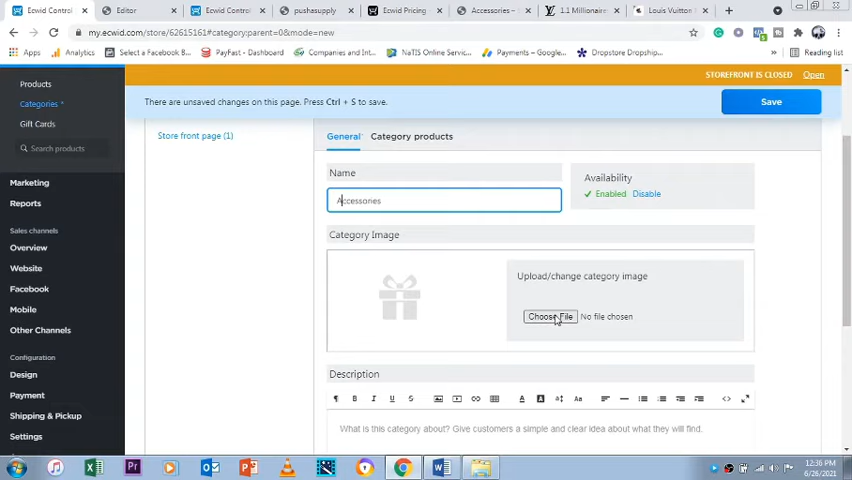 Ecwid Control
Editor
Ecwid Control
pushasupply
Ecwid Pricing
Accessories –
1.1 Millionaire
Louis Vuitton
my.ecwid.com/store/62615161#category:parent=0&mode=new
Apps
Select a Facebook B...
PayFast - Dashboard
Companies and Int...
NaTIS Online Servic...
Payments – Google...
Dropstore Dropship...
»
Reading list
STOREFRONT IS CLOSED Open
Products
Categories *
Gift Cards
Search products
Marketing
Reports
Sales channels
Overview
Website
Facebook
Mobile
Other Channels
Configuration
Design
Payment
Shipping & Pickup
Settings
There are unsaved changes on this page. Press Ctrl + S to save.
Save
Store front page (1)
General*
Category products
Name
Accessories
Availability
Enabled Disable
Category Image
Upload/change category image
Choose File No file chosen
Description
What is this category about? Give customers a simple and clear idea about what they will find.
12:36 PM
6/26/2021